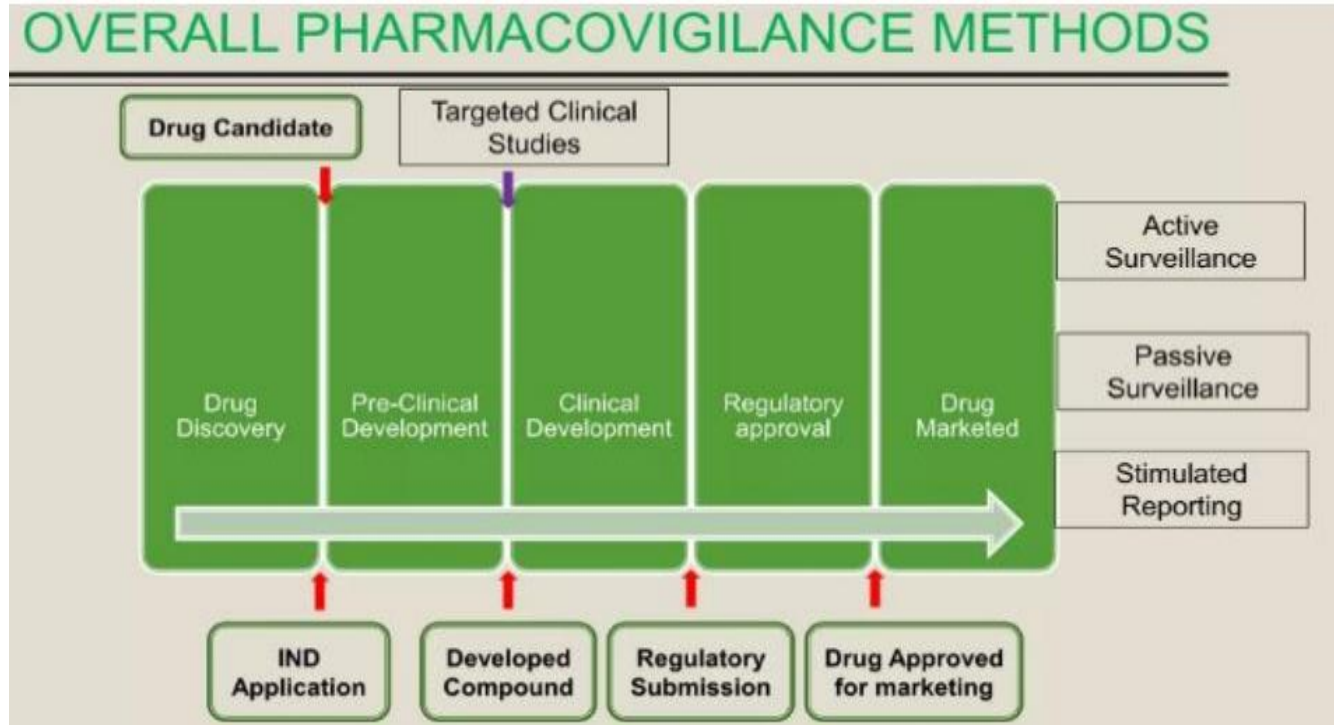 OVERALL PHARMACOVIGILANCE METHODS
Drug Candidate
Targeted Clinical
Studies
Drug
Discovery
Pre-Clinical
Development
Clinical
Development
Regulatory
approval
Drug
Marketed
Active
Surveillance
Passive
Surveillance
Stimulated
Reporting
IND
Application
Developed
Compound
Regulatory
Submission
Drug Approved
for marketing